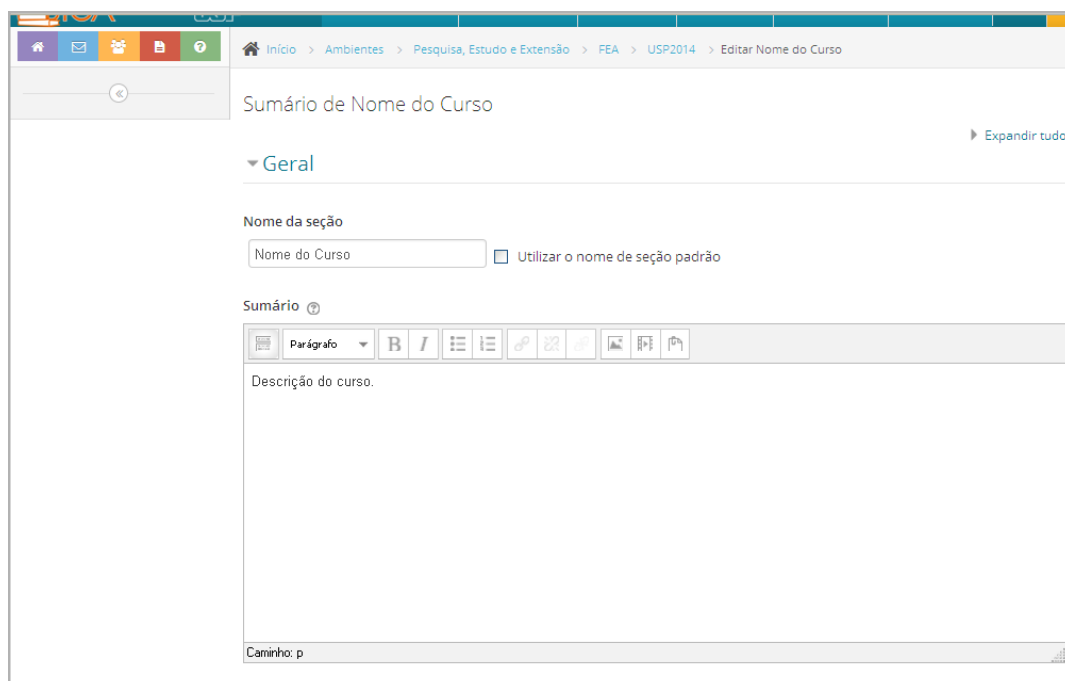 Início > Ambientes > Pesquisa, Estudo e Extensão > FEA > USP2014 > Editar Nome do Curso
Sumário de Nome do Curso
Expandir tudo
Geral
Nome da seção
Nome do Curso
Utilizar o nome de seção padrão
Sumário
Parágrafo B I
Descrição do curso.
Caminho: p